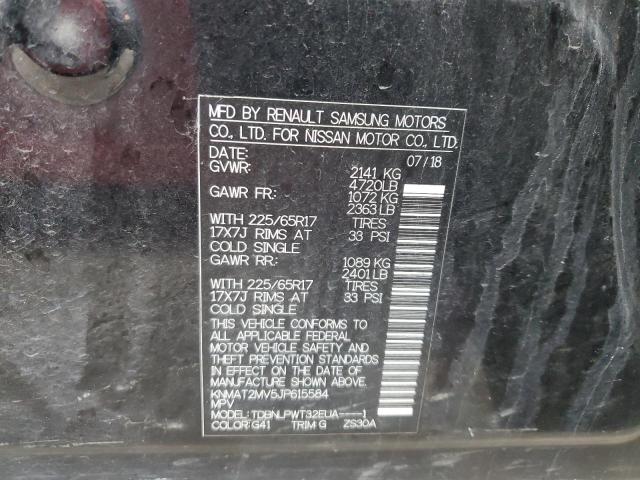 MFD BY RENAULT SAMSUNG MOTORS
CO., LTD. FOR NISSAN MOTOR CO., LTD.
DATE: 07/18
GVWR: 2141 KG
4720LB
GAWR FR: 1072 KG
2363 LB
WITH 225/65R17 TIRES
17X7J RIMS AT 33 PSI
COLD SINGLE
GAWR RR: 1089 KG
2401 LB
WITH 225/65R17 TIRES
17X7J RIMS AT 33 PSI
COLD SINGLE
THIS VEHICLE CONFORMS TO
ALL APPLICABLE FEDERAL
MOTOR VEHICLE SAFETY AND
THEFT PREVENTION STANDARDS
IN EFFECT ON THE DATE OF
MANUFACTURE SHOWN ABOVE.
KNMAT2MV5JP615584
MPV
MODEL:TDBNLPWT32EUA----1
COLOR:G41 TRIM:G ZS30A